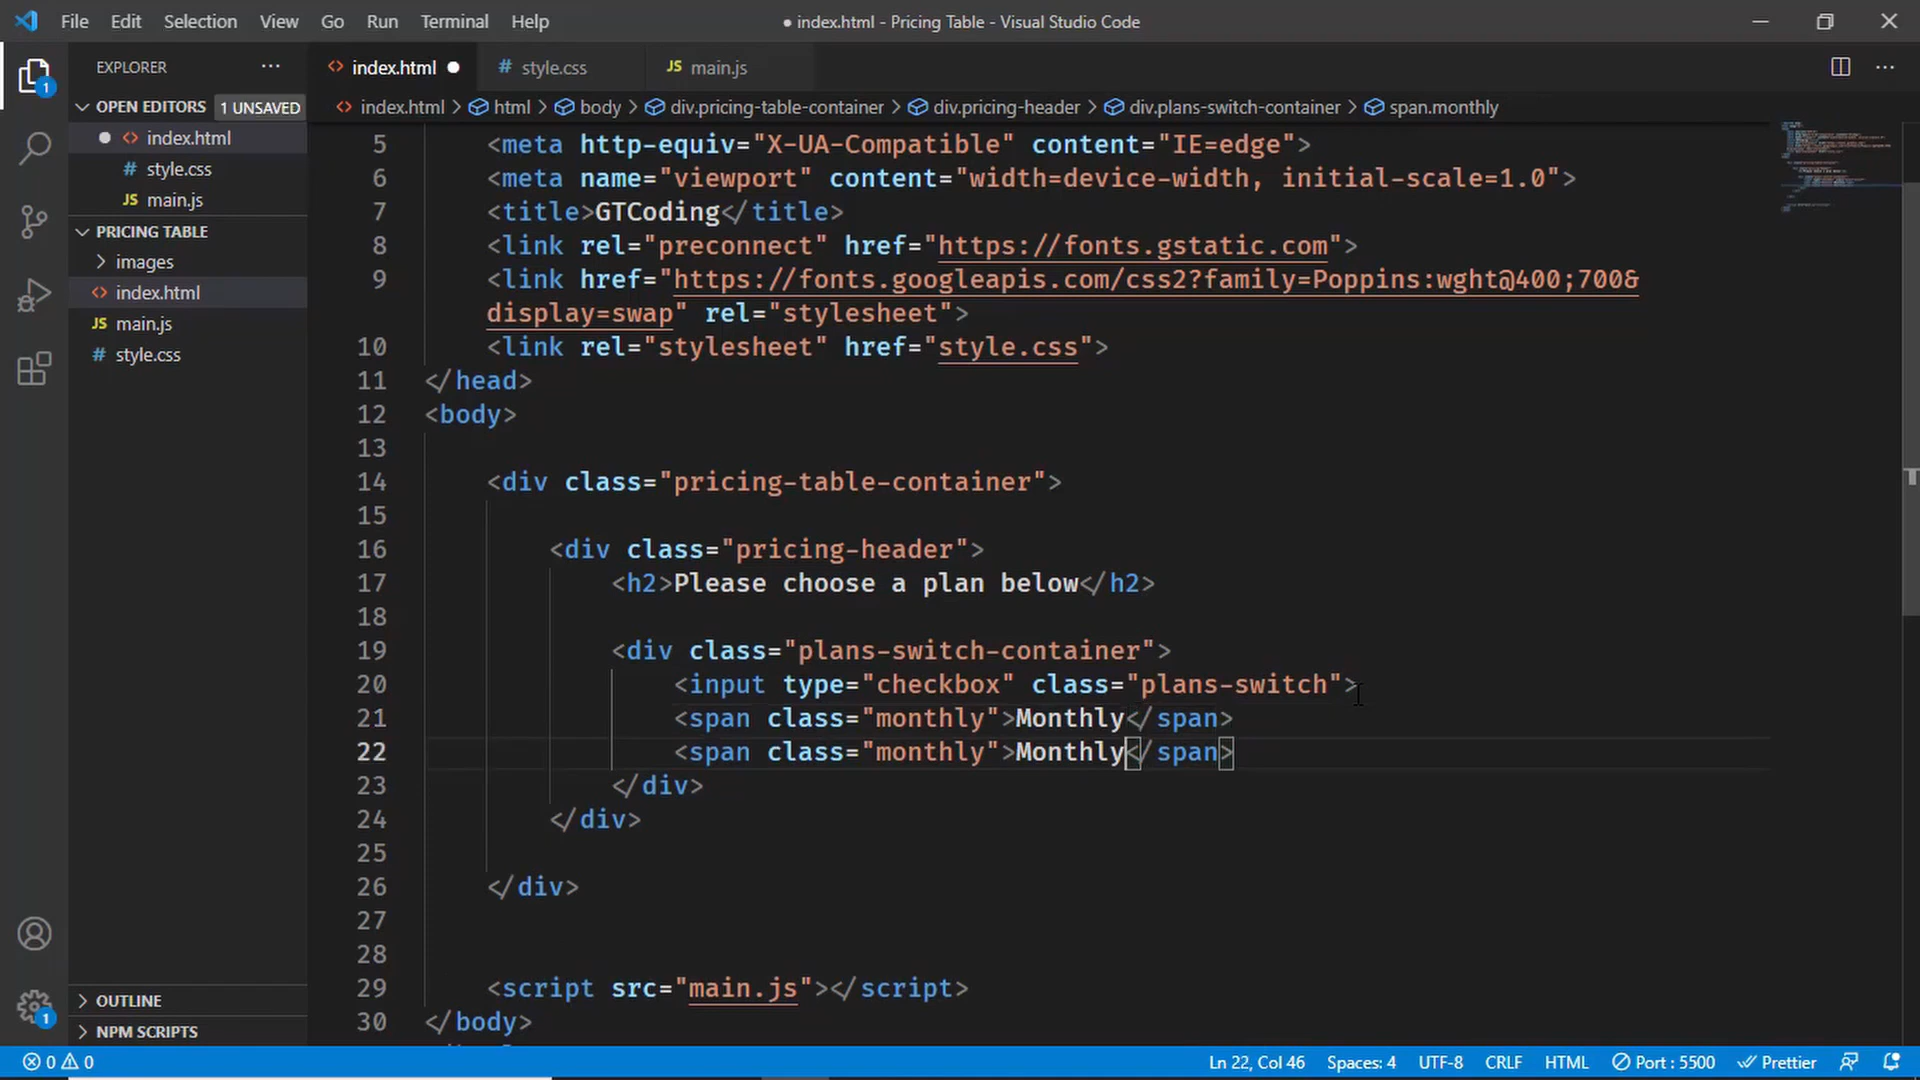 File Edit Selection View Go Run Terminal Help ● index.html - Pricing Table - Visual Studio Code
EXPLORER ···
OPEN EDITORS 1 UNSAVED
index.html
# style.css
JS main.js
PRICING TABLE
images
index.html
JS main.js
# style.css
OUTLINE
NPM SCRIPTS
1
1
index.html ● # style.css JS main.js
index.html > html > body > div.pricing-table-container > div.pricing-header > div.plans-switch-container > span.monthly
5 <meta http-equiv="X-UA-Compatible" content="IE=edge">
6 <meta name="viewport" content="width=device-width, initial-scale=1.0">
7 <title>GTCoding</title>
8 <link rel="preconnect" href="https://fonts.gstatic.com">
9 <link href="https://fonts.googleapis.com/css2?family=Poppins:wght@400;700&
display=swap" rel="stylesheet">
10 <link rel="stylesheet" href="style.css">
11 </head>
12 <body>
13
14 <div class="pricing-table-container">
15
16 <div class="pricing-header">
17 <h2>Please choose a plan below</h2>
18
19 <div class="plans-switch-container">
20 <input type="checkbox" class="plans-switch">
21 <span class="monthly">Monthly</span>
22 <span class="monthly">Monthly</span>
23 </div>
24 </div>
25
26 </div>
27
28
29 <script src="main.js"></script>
30 </body>
0 0 Ln 22, Col 46 Spaces: 4 UTF-8 CRLF HTML Port : 5500 Prettier